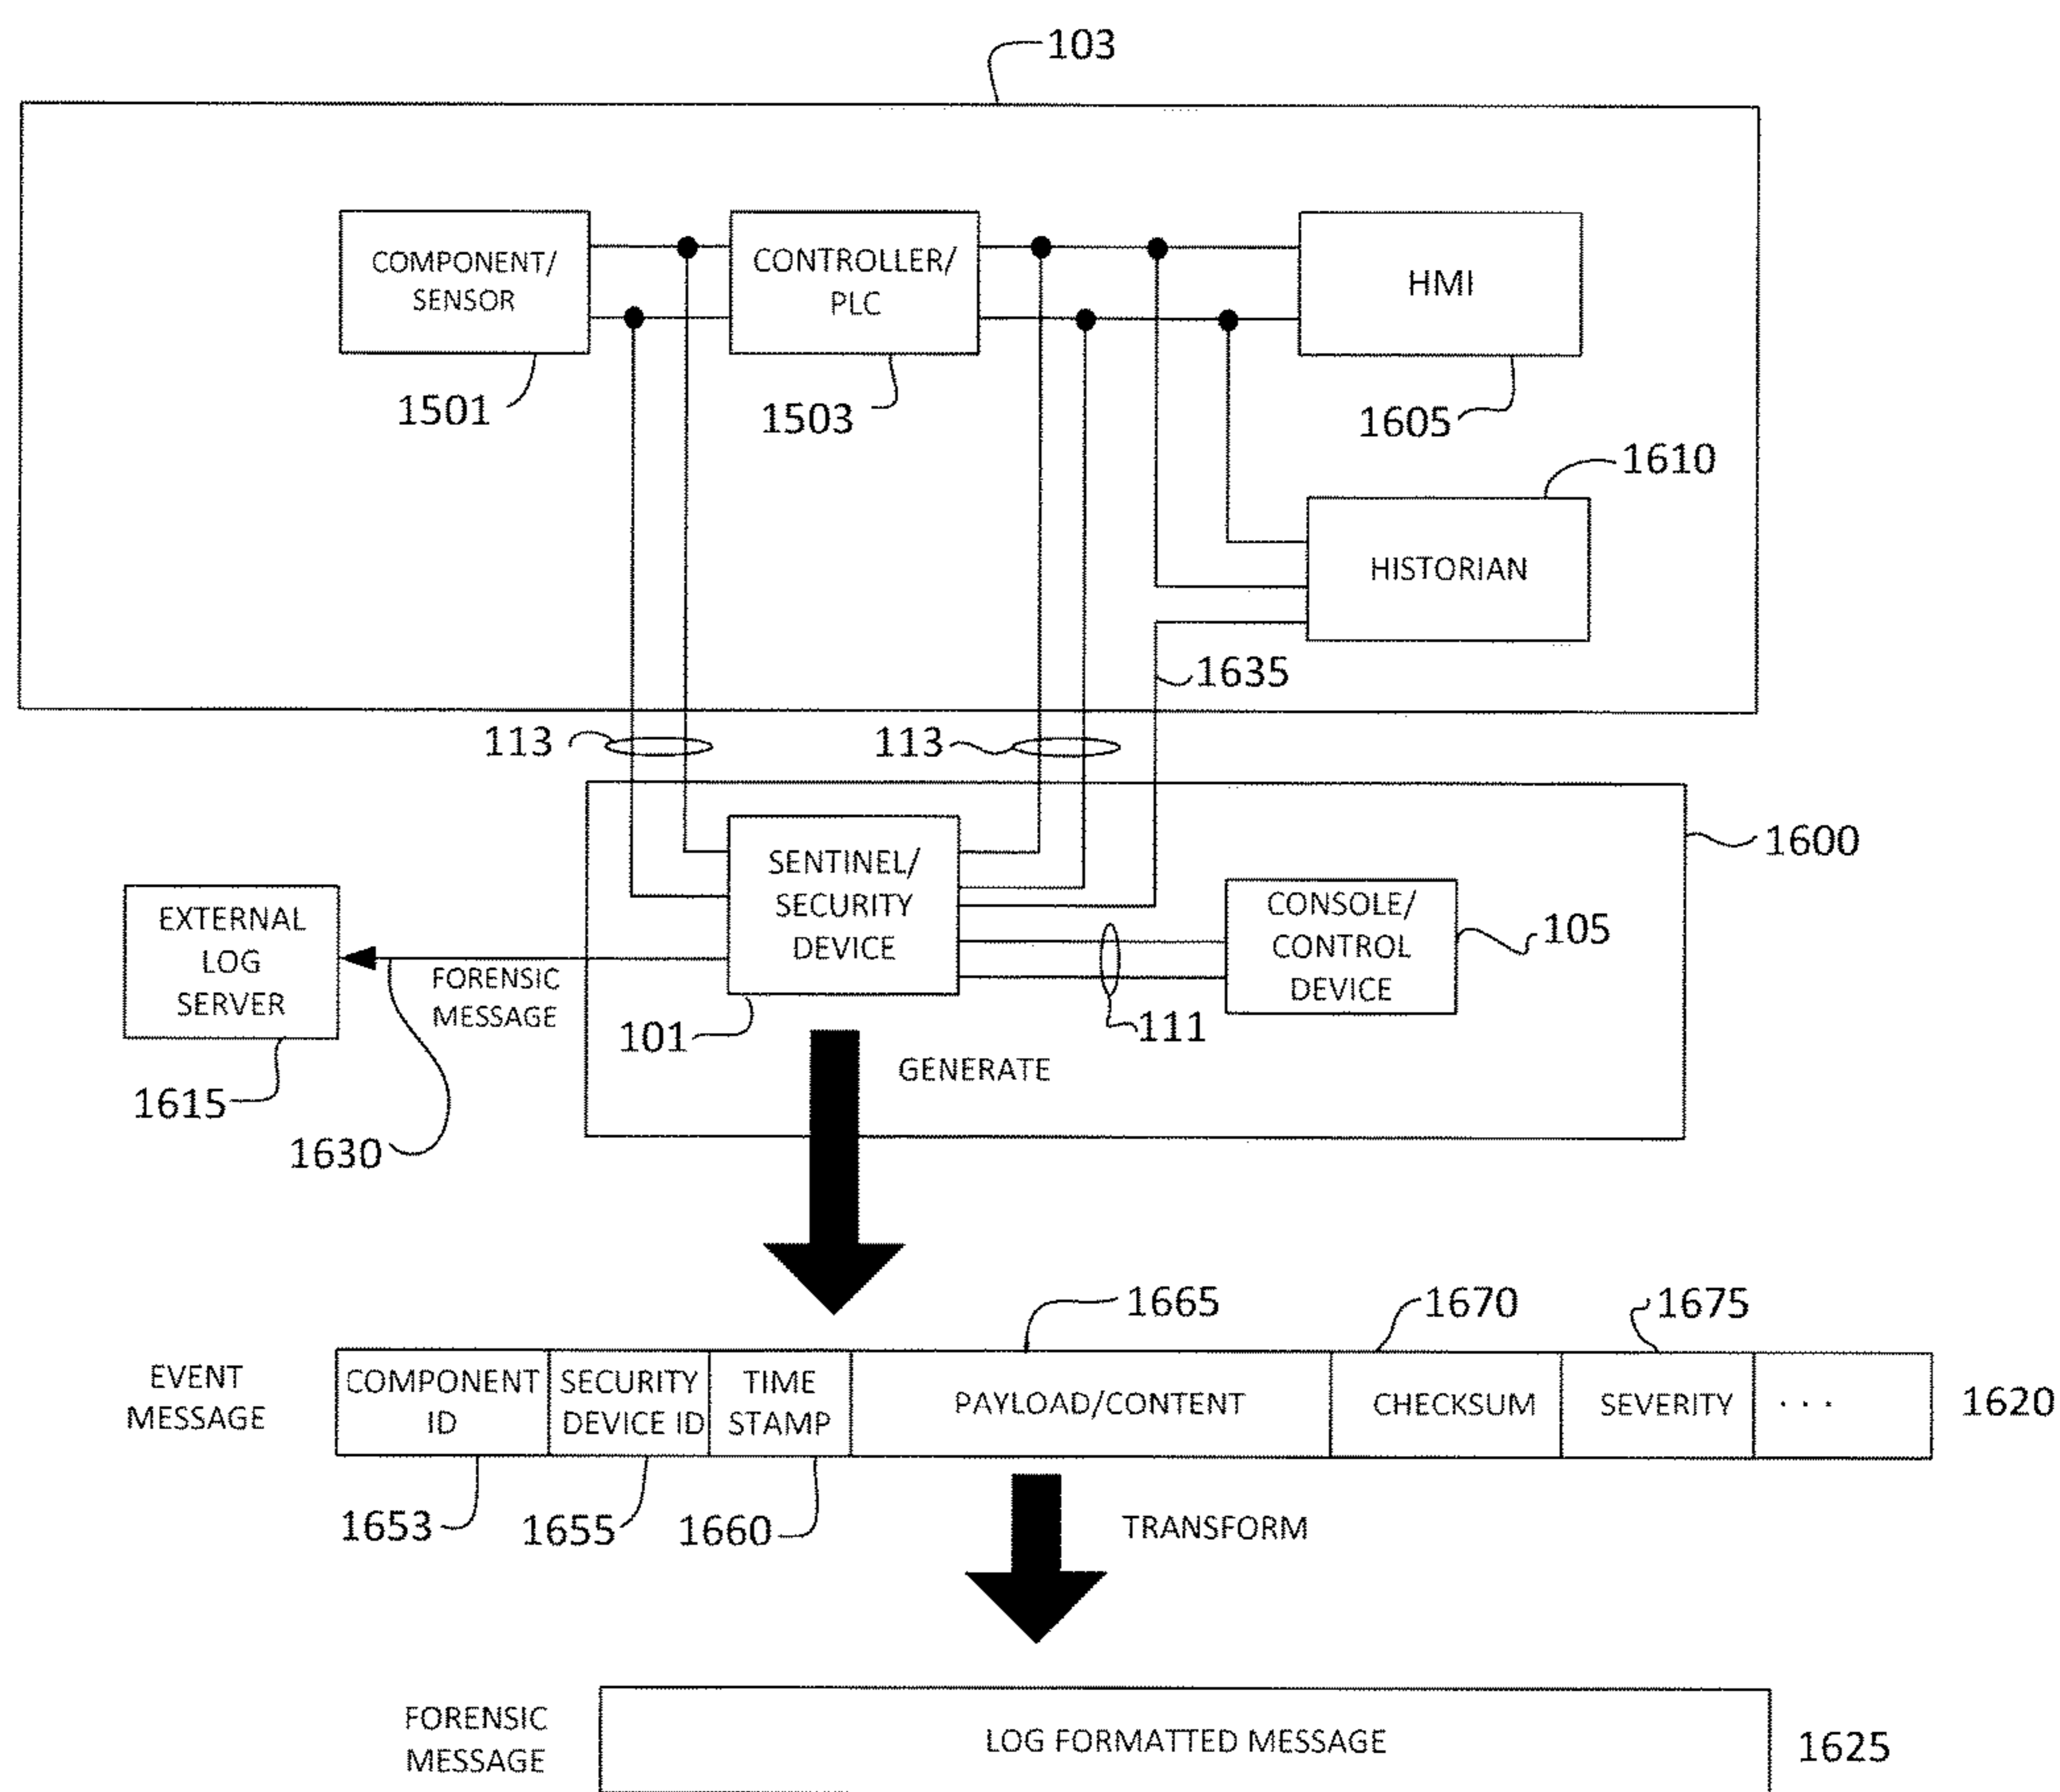 103
COMPONENT/
SENSOR
CONTROLLER/
PLC
HMI
1501
1503
1605
1610
HISTORIAN
1635
113
113
1600
SENTINEL/
SECURITY
DEVICE
CONSOLE/
CONTROL
DEVICE
105
EXTERNAL
LOG
SERVER
FORENSIC
MESSAGE
101
111
GENERATE
1615
1630
1665
1670
1675
EVENT
MESSAGE
COMPONENT
ID
SECURITY
DEVICE ID
TIME
STAMP
PAYLOAD/CONTENT
CHECKSUM
SEVERITY
. . .
1620
1653
1655
1660
TRANSFORM
FORENSIC
MESSAGE
LOG FORMATTED MESSAGE
1625